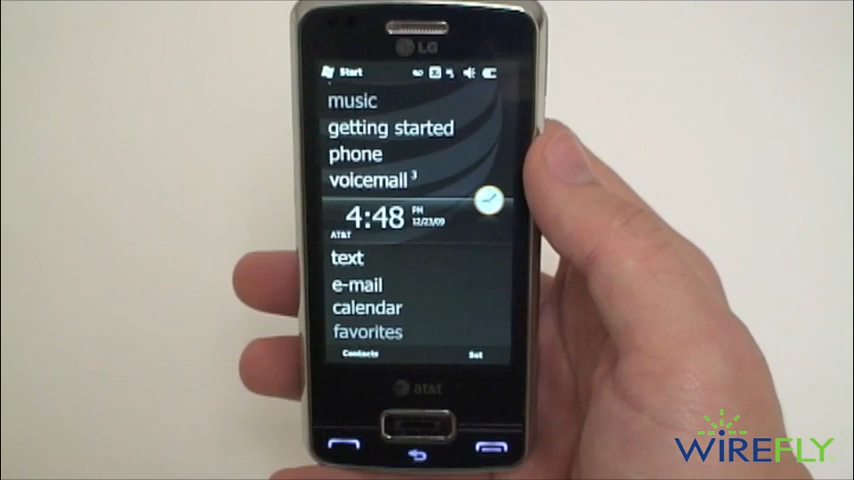 LG
Start
music
getting started
phone
voicemail 3
4:48 PM
12/23/09
AT&T
text
e-mail
calendar
favorites
Contacts Set
at&t
WIREFLY